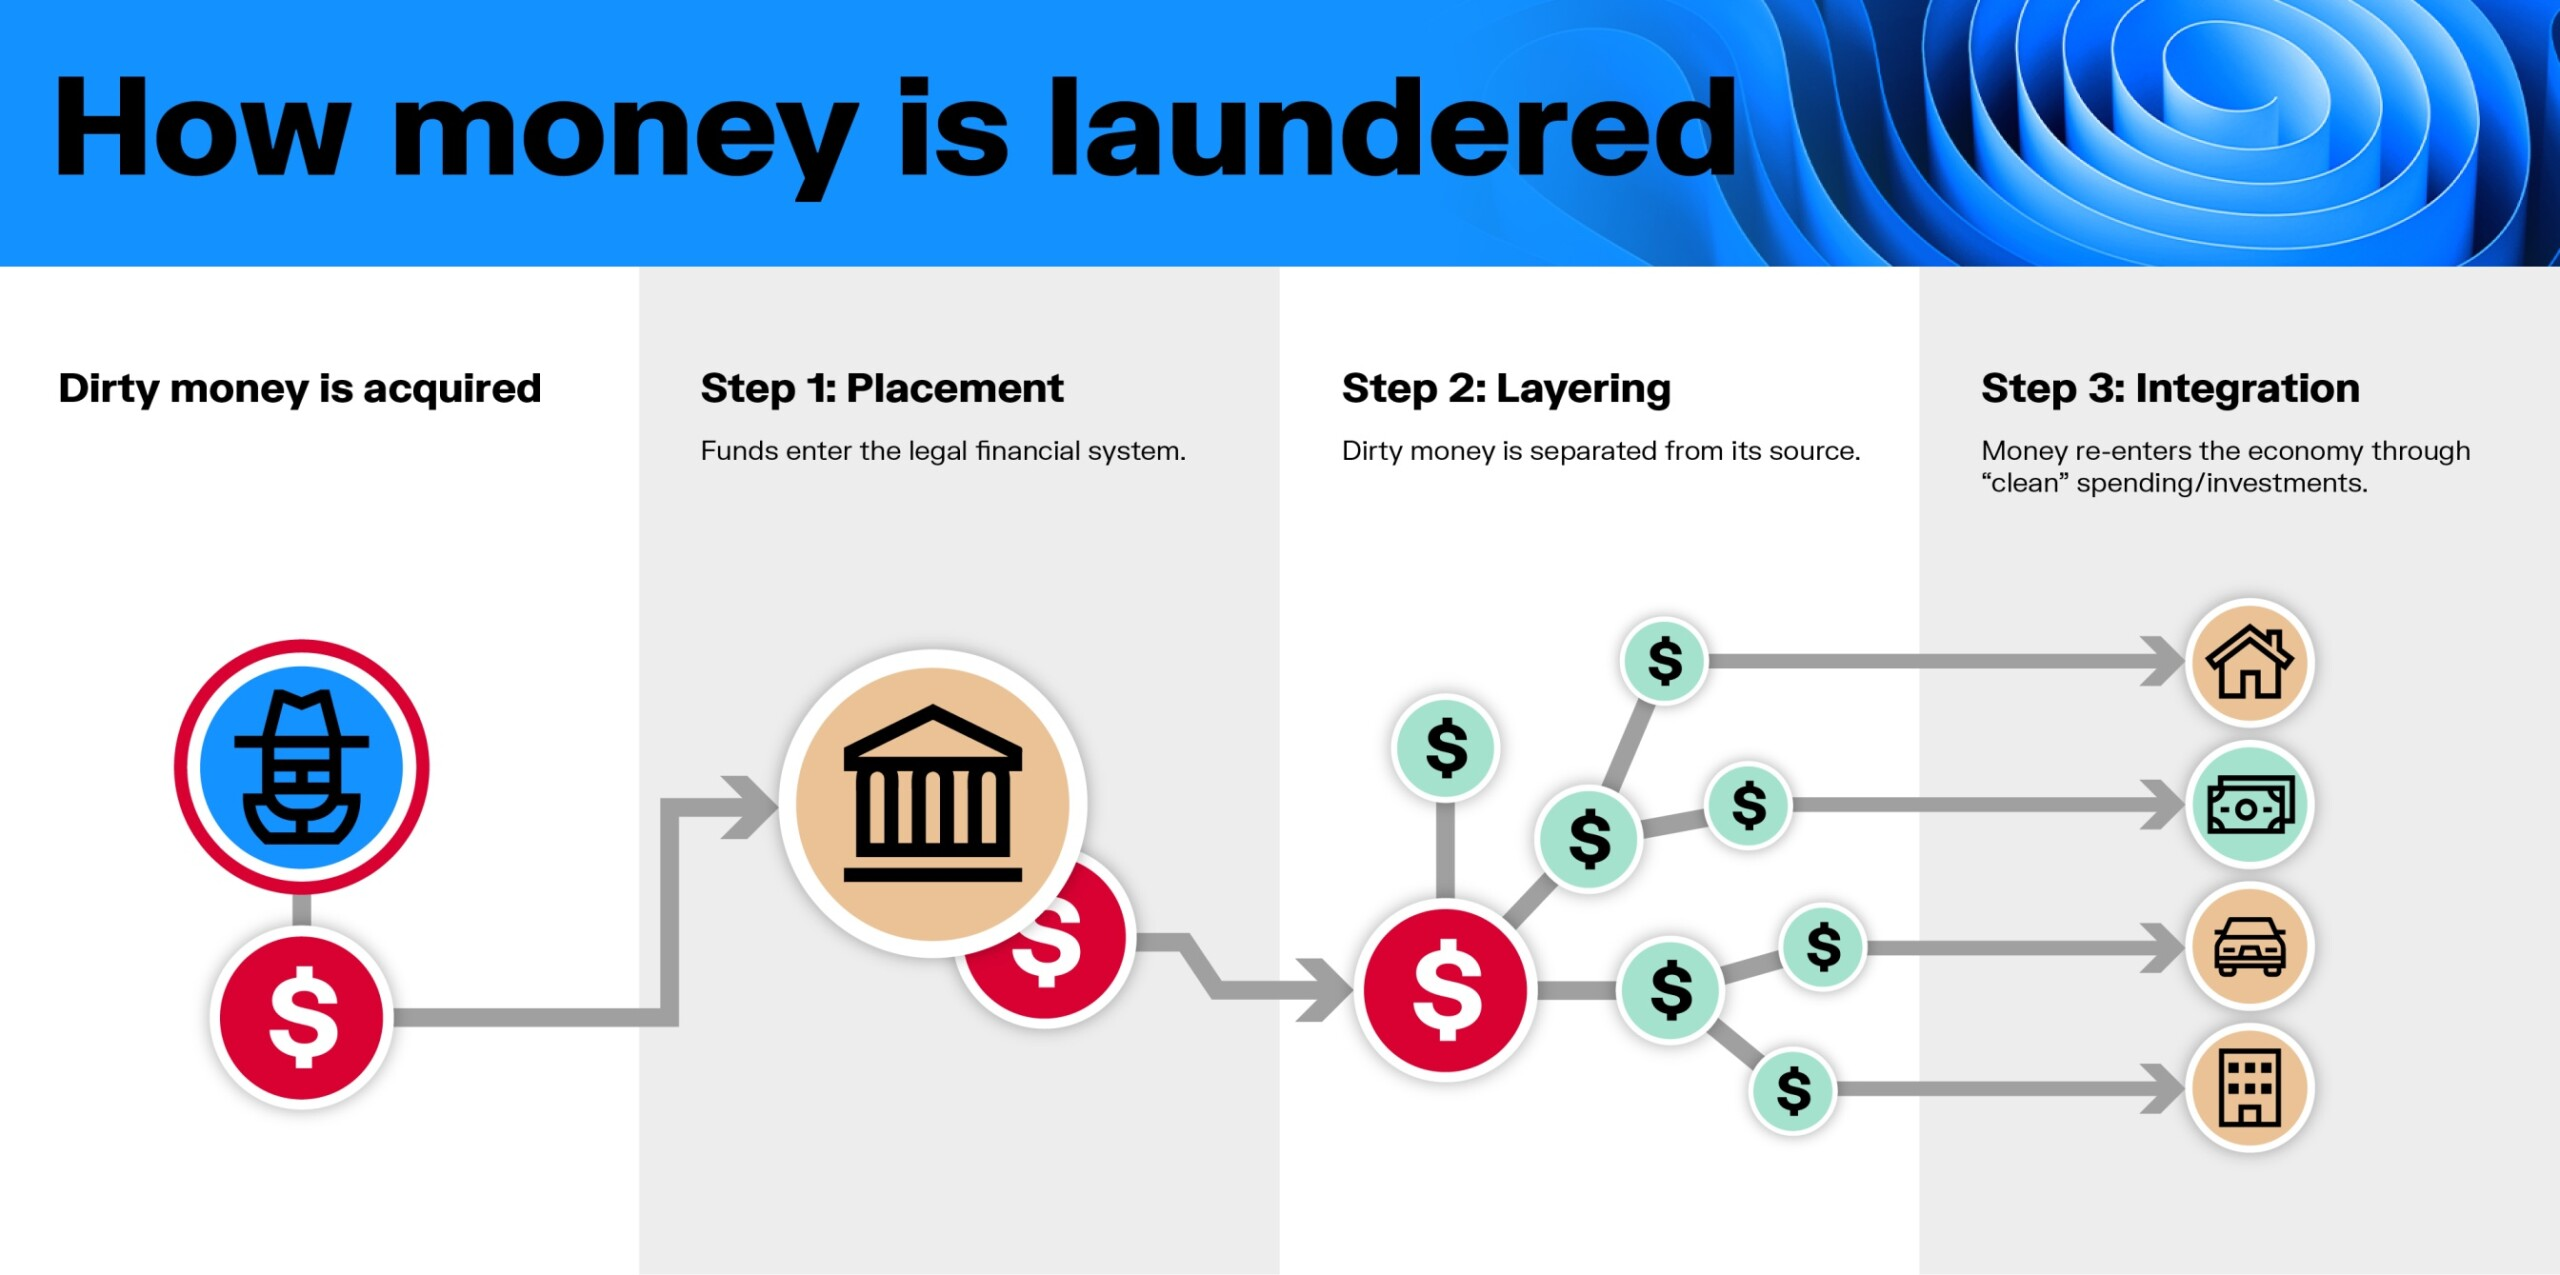 How money is laundered
Dirty money is acquired
Step 1: Placement
Funds enter the legal financial system.
Step 2: Layering
Dirty money is separated from its source.
Step 3: Integration
Money re-enters the economy through
“clean” spending/investments.
$
$
$
$
$
$
$
$
$
$